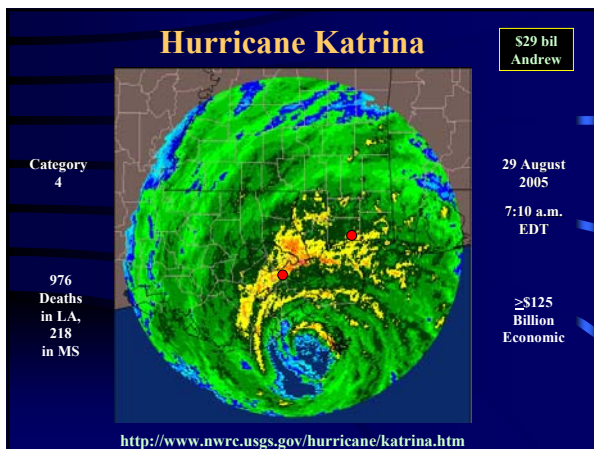 Hurricane Katrina
$29 bil
Andrew
Category
4
29 August
2005
7:10 a.m.
EDT
976
Deaths
in LA,
218
in MS
≥$125
Billion
Economic
http://www.nwrc.usgs.gov/hurricane/katrina.htm